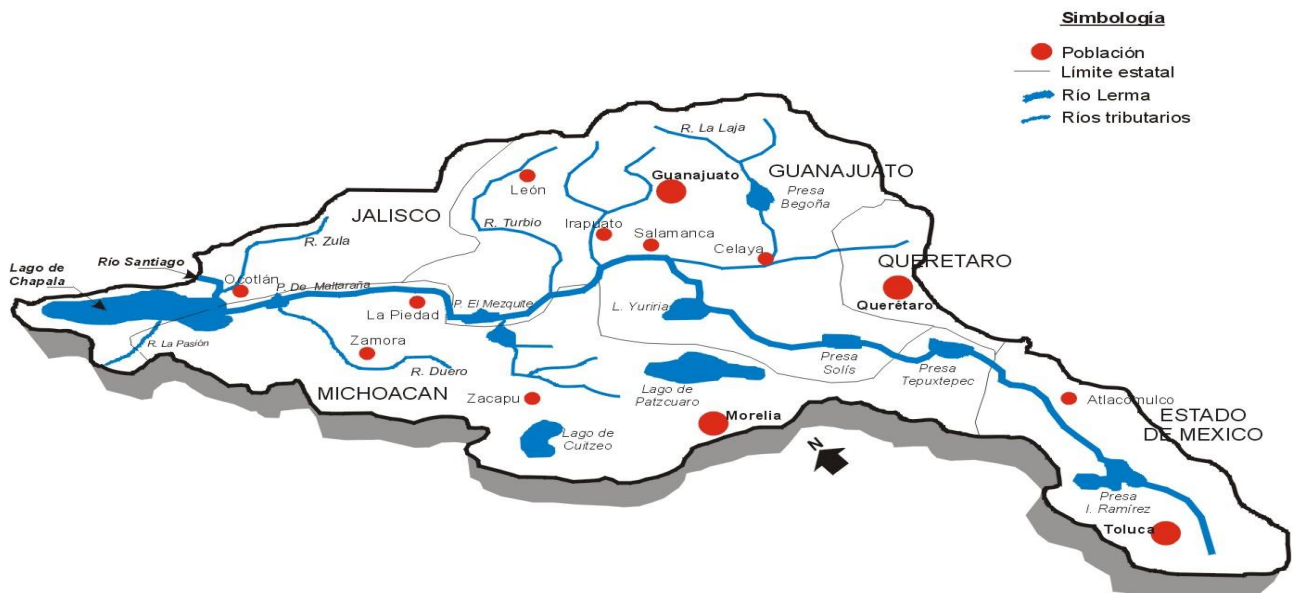 Simbología
Población
Límite estatal
Río Lerma
Ríos tributarios
R. La Laja
GUANAJUATO
Presa
Begoña
Guanajuato
León
JALISCO
R. Turbio
Irapuato
Salamanca
Celaya
R. Zula
QUERETARO
Querétaro
Río Santiago
Lago de
Chapala
Ocotlán
P. De Maltaraña
La Piedad
P. El Mezquite
L. Yuriria
R. La Pasión
Zamora
R. Duero
MICHOACAN
Zacapu
Lago de
Cuitzeo
Lago de
Patzcuaro
Morelia
Presa
Solís
Presa
Tepuxtepec
Atlacomulco
ESTADO
DE MEXICO
N
Presa
I. Ramírez
Toluca